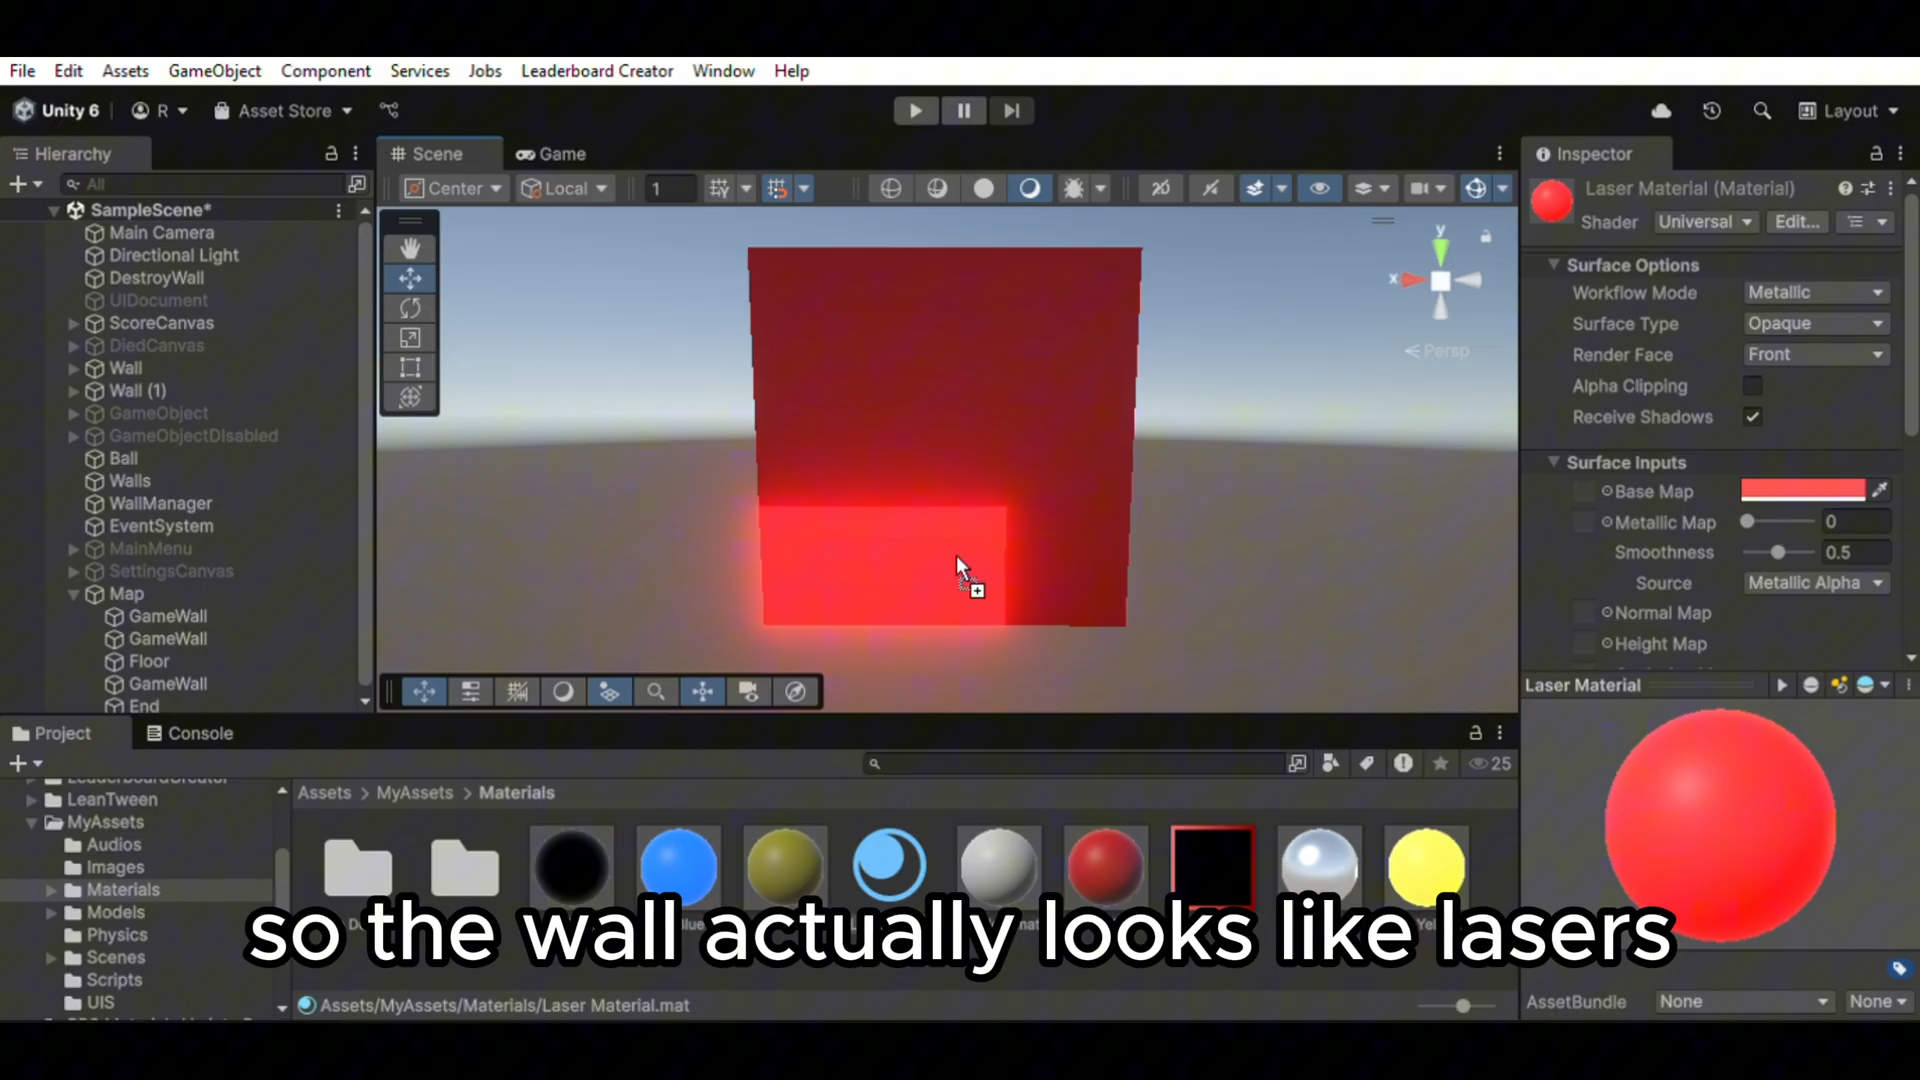 File Edit Assets GameObject Component Services Jobs Leaderboard Creator Window Help
Unity 6 R Asset Store Layout
Hierarchy
All
SampleScene*
Main Camera
Directional Light
DestroyWall
UIDocument
ScoreCanvas
DiedCanvas
Wall
Wall (1)
GameObject
GameObjectDIsabled
Ball
Walls
WallManager
EventSystem
MainMenu
SettingsCanvas
Map
GameWall
GameWall
Floor
GameWall
End
Scene Game
Center Local 1 2D
y
x
Persp
Inspector
Laser Material (Material)
Shader Universal Edit...
Surface Options
Workflow Mode Metallic
Surface Type Opaque
Render Face Front
Alpha Clipping
Receive Shadows
Surface Inputs
Base Map
Metallic Map 0
Smoothness 0.5
Source Metallic Alpha
Normal Map
Height Map
Laser Material
AssetBundle None None
Project Console
25
LeaderboardCreator
LeanTween
MyAssets
Audios
Images
Materials
Models
Physics
Scenes
Scripts
UIS
Assets > MyAssets > Materials
so the wall actually looks like lasers
Assets/MyAssets/Materials/Laser Material.mat